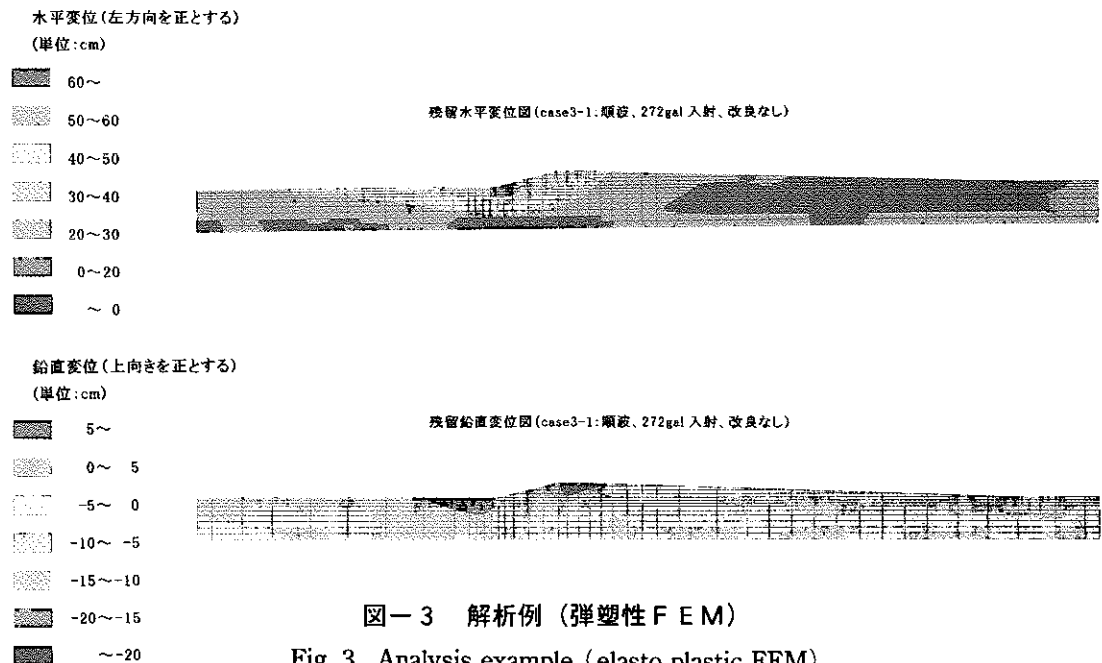 水平変位(左方向を正とする)
(単位:cm)
60～
50～60
40～50
30～40
20～30
0～20
～ 0
残留水平変位図(case3-1:順波、272gal入射、改良なし)
鉛直変位(上向きを正とする)
(単位:cm)
5～
0～ 5
-5～ 0
-10～ -5
-15～-10
-20～-15
～-20
残留鉛直変位図(case3-1:順波、272gal入射、改良なし)
図－3 解析例（弾塑性ＦＥＭ）
Fig. 3 Analysis example (elasto plastic FEM)